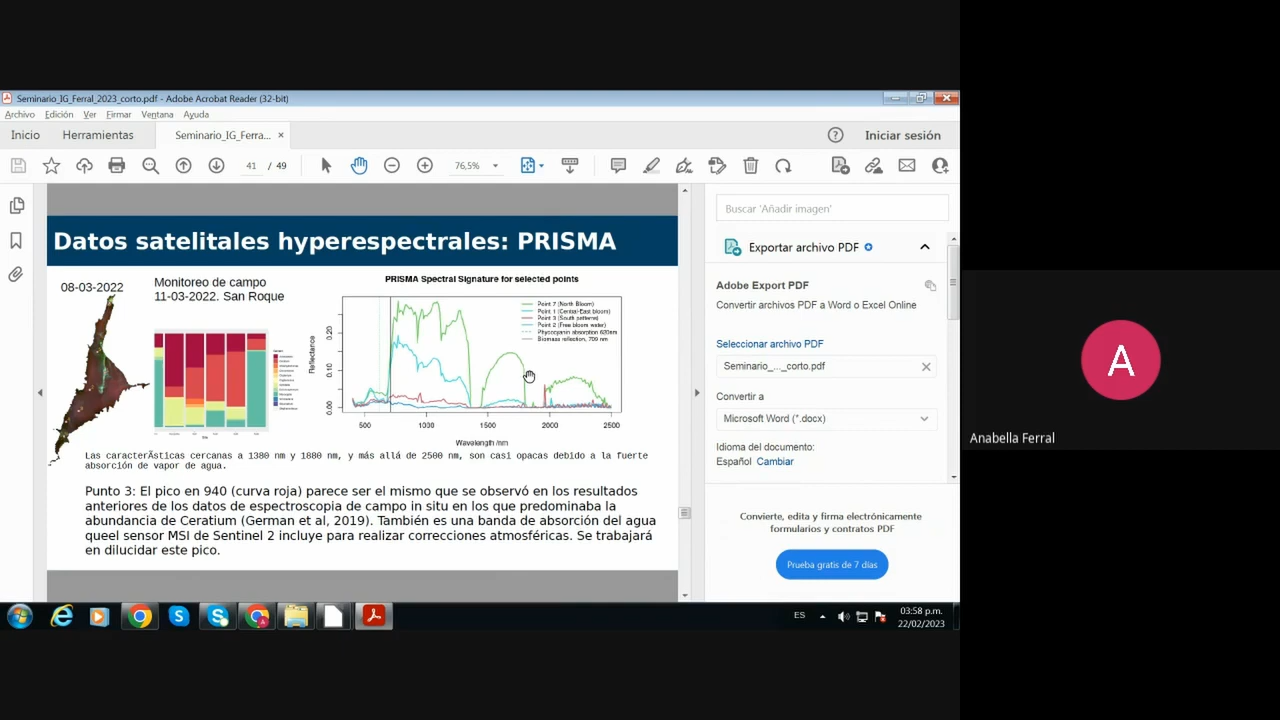 Seminario_IG_Ferral_2023_corto.pdf - Adobe Acrobat Reader (32-bit)
Archivo Edición Ver Firmar Ventana Ayuda
Inicio Herramientas Seminario_IG_Ferra... × Iniciar sesión
41 / 49 76,5%
Datos satelitales hyperespectrales: PRISMA
08-03-2022
Monitoreo de campo
11-03-2022. San Roque
PRISMA Spectral Signature for selected points
Point 7 (North Bloom)
Point 1 (Central-East bloom)
Point 3 (South patterns)
Point 2 (Free bloom water)
Phycocyanin absorption 620nm
Biomass reflection, 700 nm
Reflectance
0.00 0.10 0.20
500 1000 1500 2000 2500
Wavelength /nm
Las caracterÃsticas cercanas a 1380 nm y 1880 nm, y más allá de 2500 nm, son casi opacas debido a la fuerte
absorción de vapor de agua.
Punto 3: El pico en 940 (curva roja) parece ser el mismo que se observó en los resultados
anteriores de los datos de espectroscopia de campo in situ en los que predominaba la
abundancia de Ceratium (German et al, 2019). También es una banda de absorción del agua
queel sensor MSI de Sentinel 2 incluye para realizar correcciones atmosféricas. Se trabajará
en dilucidar este pico.
Buscar 'Añadir imagen'
Exportar archivo PDF
Adobe Export PDF
Convertir archivos PDF a Word o Excel Online
Seleccionar archivo PDF
Seminario_..._corto.pdf
Convertir a
Microsoft Word (*.docx)
Idioma del documento:
Español Cambiar
Convierte, edita y firma electrónicamente
formularios y contratos PDF
Prueba gratis de 7 días
ES
03:58 p.m.
22/02/2023
A
Anabella Ferral